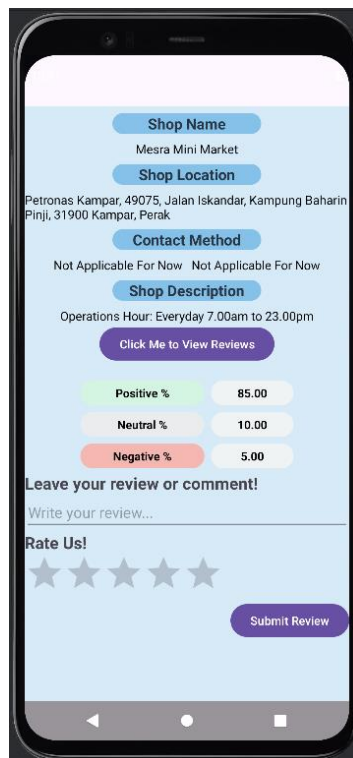 Shop Name
Mesra Mini Market
Shop Location
Petronas Kampar, 49075, Jalan Iskandar, Kampung Baharin
Pinji, 31900 Kampar, Perak
Contact Method
Not Applicable For Now Not Applicable For Now
Shop Description
Operations Hour: Everyday 7.00am to 23.00pm
Click Me to View Reviews
Positive % 85.00
Neutral % 10.00
Negative % 5.00
Leave your review or comment!
Write your review...
Rate Us!
Submit Review